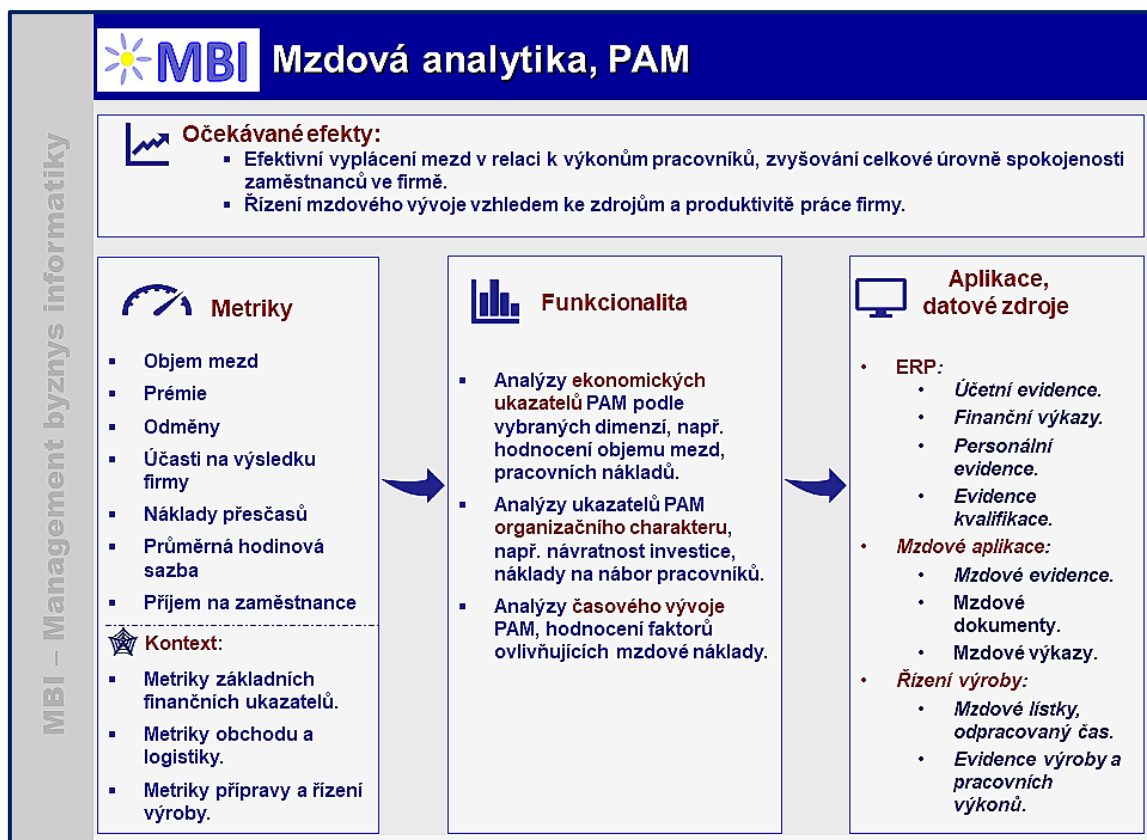 MBI – Management byznys informatiky
MBI
Mzdová analytika, PAM
Očekávané efekty:
▪ Efektivní vyplácení mezd v relaci k výkonům pracovníků, zvyšování celkové úrovně spokojenosti
zaměstnanců ve firmě.
▪ Řízení mzdového vývoje vzhledem ke zdrojům a produktivitě práce firmy.
Metriky
▪ Objem mezd
▪ Prémie
▪ Odměny
▪ Účasti na výsledku
firmy
▪ Náklady přesčasů
▪ Průměrná hodinová
sazba
▪ Příjem na zaměstnance
Kontext:
▪ Metriky základních
finančních ukazatelů.
▪ Metriky obchodu a
logistiky.
▪ Metriky přípravy a řízení
výroby.
Funkcionalita
▪ Analýzy ekonomických
ukazatelů PAM podle
vybraných dimenzí, např.
hodnocení objemu mezd,
pracovních nákladů.
▪ Analýzy ukazatelů PAM
organizačního charakteru,
např. návratnost investice,
náklady na nábor pracovníků.
▪ Analýzy časového vývoje
PAM, hodnocení faktorů
ovlivňujících mzdové náklady.
Aplikace,
datové zdroje
• ERP:
• Účetní evidence.
• Finanční výkazy.
• Personální
evidence.
• Evidence
kvalifikace.
• Mzdové aplikace:
• Mzdové evidence.
• Mzdové
dokumenty.
• Mzdové výkazy.
• Řízení výroby:
• Mzdové lístky,
odpracovaný čas.
• Evidence výroby a
pracovních
výkonů.